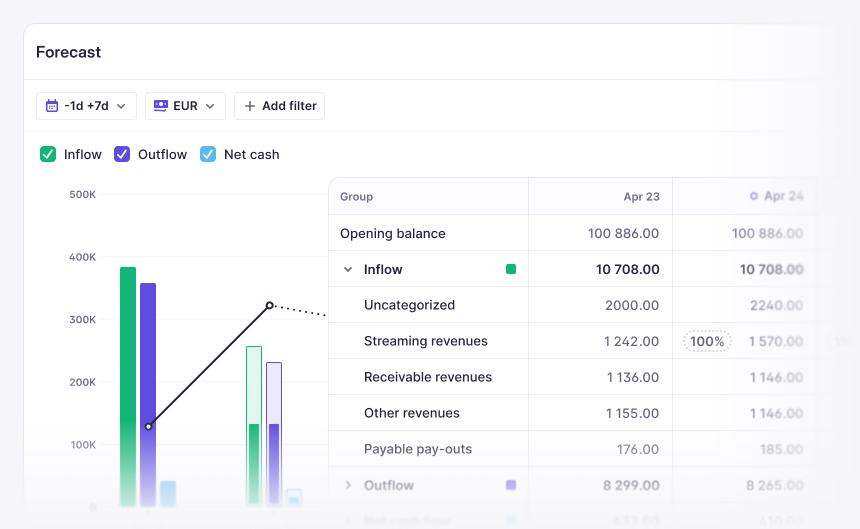 Forecast
-1d +7d
EUR
Add filter
Inflow
Outflow
Net cash
500K
400K
300K
200K
100K
0
Group Apr 23 Apr 24
Opening balance 100 886.00 100 886.00
Inflow 10 708.00 10 708.00
Uncategorized 2000.00 2240.00
Streaming revenues 1 242.00 100% 1 570.00
Receivable revenues 1 136.00 1 146.00
Other revenues 1 155.00 1 146.00
Payable pay-outs 176.00 185.00
Outflow 8 299.00 8 265.00
Net cash flow